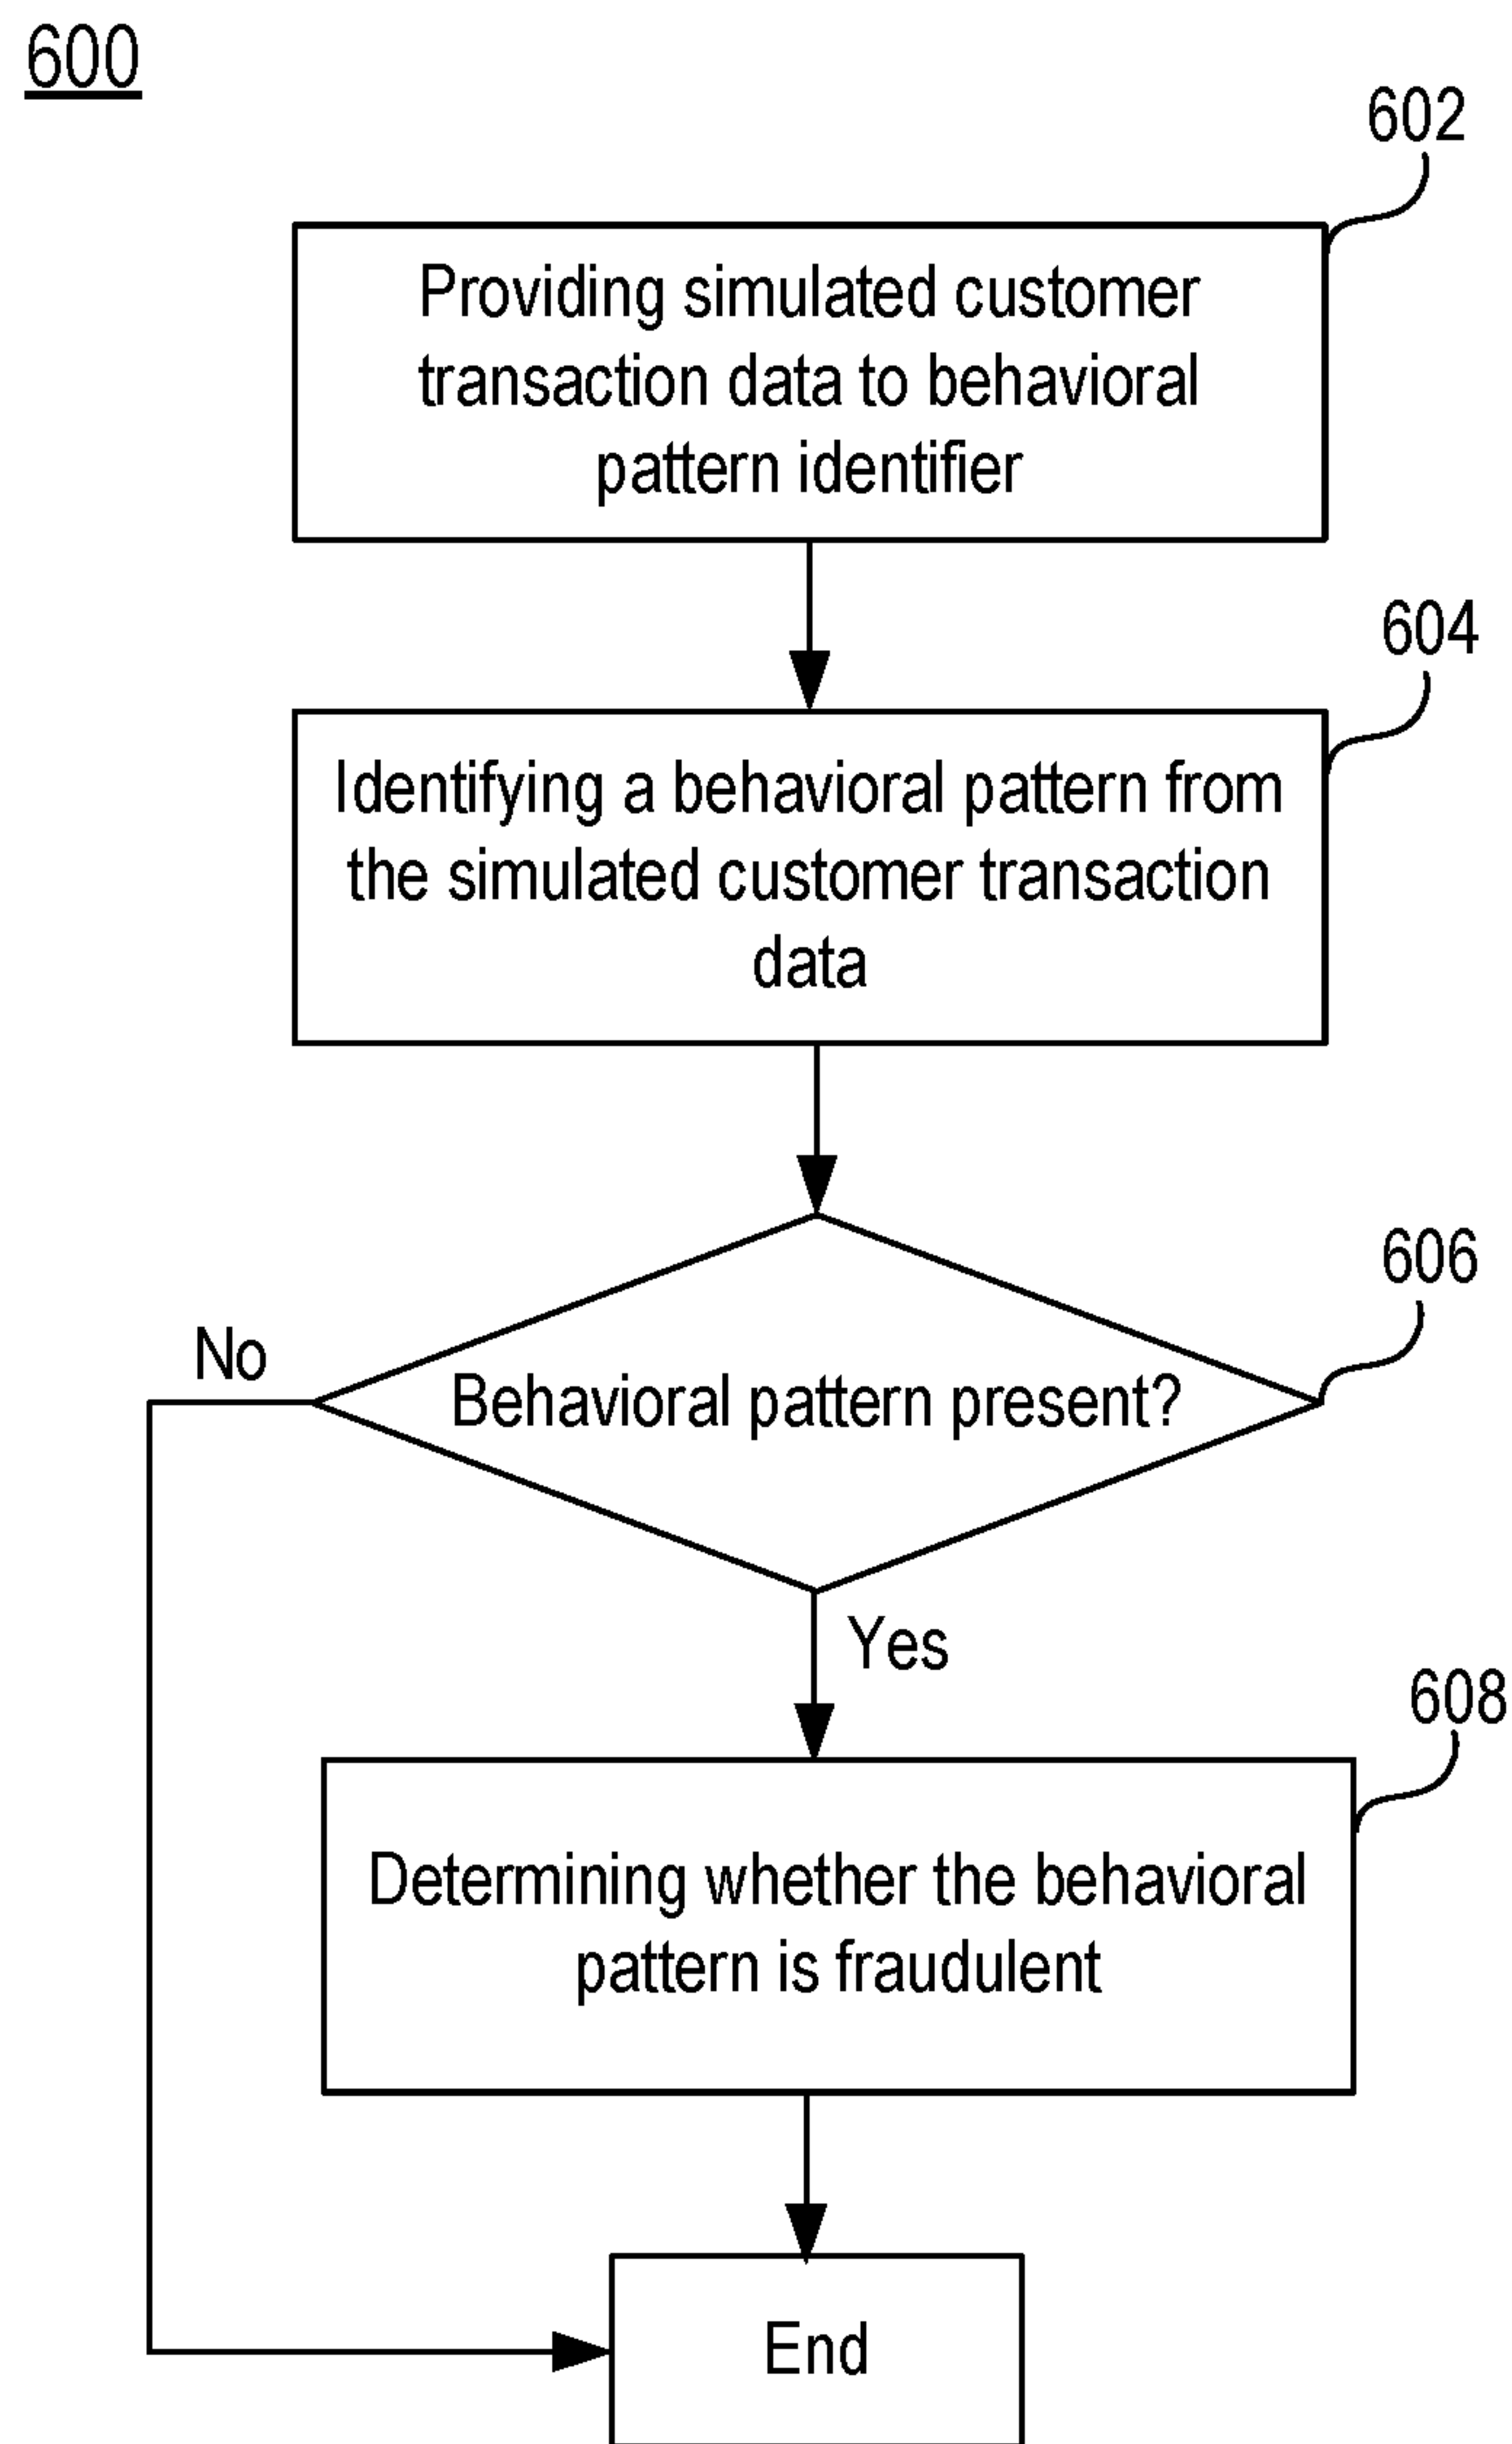 600
602
Providing simulated customer
transaction data to behavioral
pattern identifier
604
Identifying a behavioral pattern from
the simulated customer transaction
data
606
No
Behavioral pattern present?
Yes
608
Determining whether the behavioral
pattern is fraudulent
End